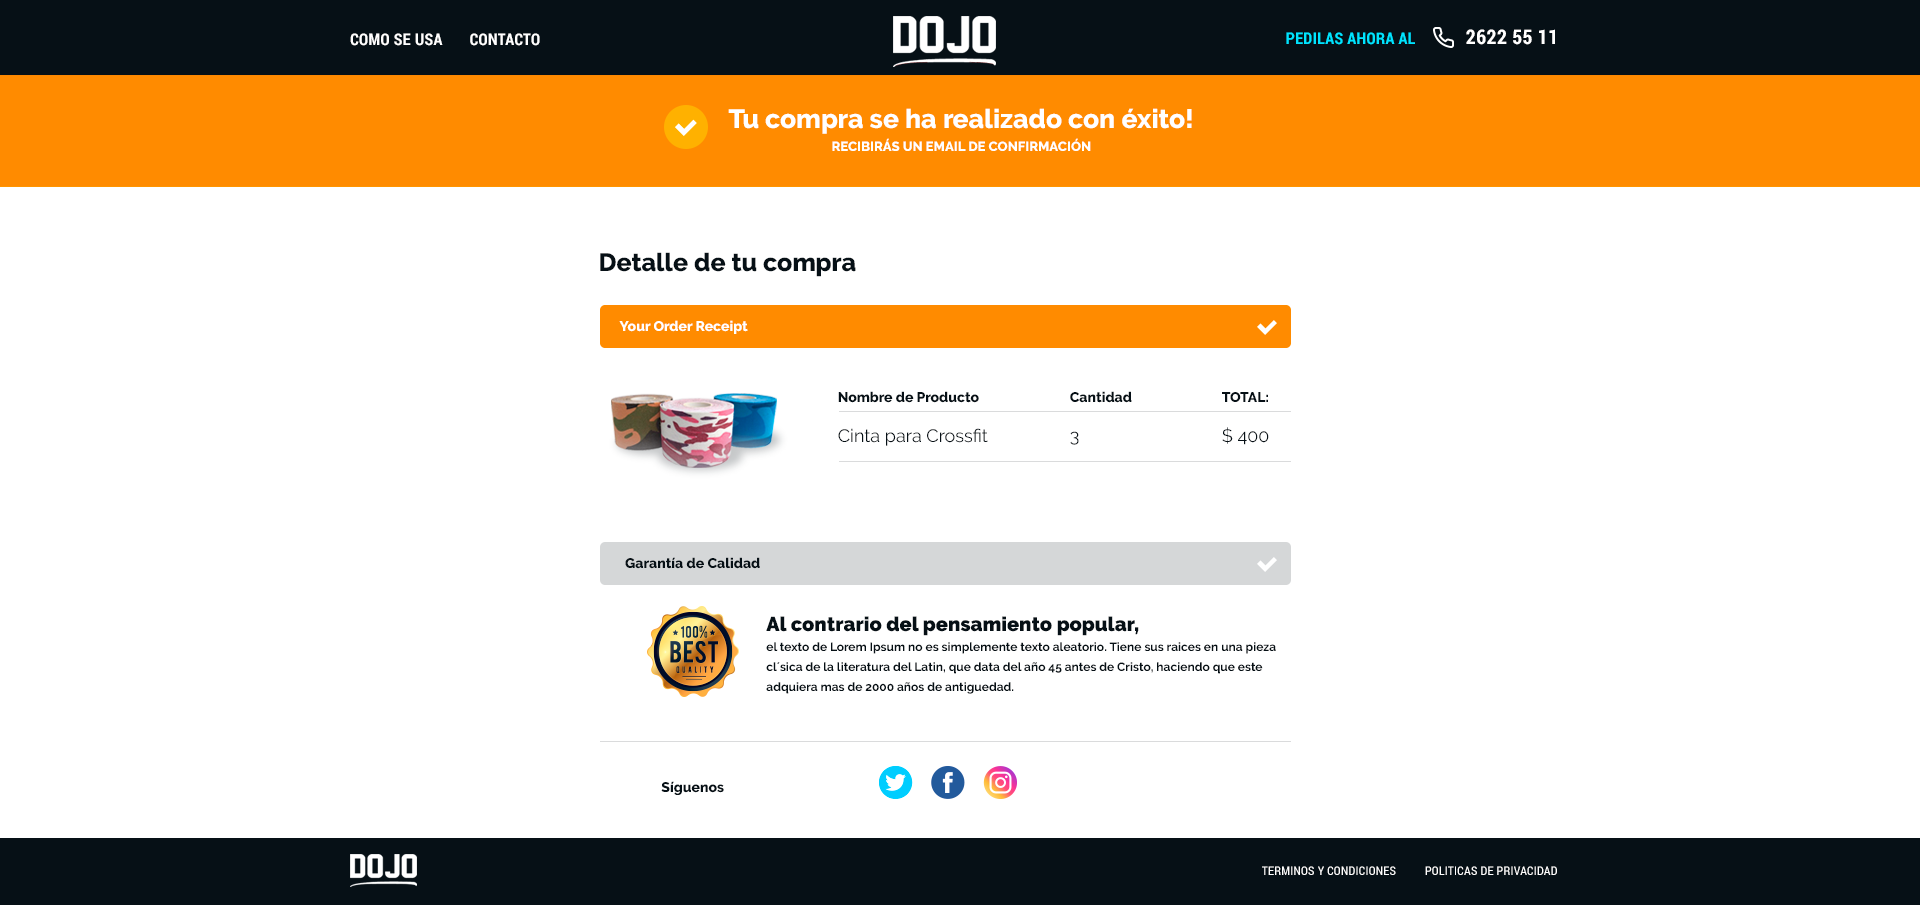 COMO SE USA CONTACTO DOJO PEDILAS AHORA AL 2622 55 11
Tu compra se ha realizado con éxito!
RECIBIRÁS UN EMAIL DE CONFIRMACIÓN
Detalle de tu compra
Your Order Receipt
Nombre de Producto Cantidad TOTAL:
Cinta para Crossfit 3 $ 400
Garantía de Calidad
100%
BEST
QUALITY
Al contrario del pensamiento popular,
el texto de Lorem Ipsum no es simplemente texto aleatorio. Tiene sus raices en una pieza
cl´sica de la literatura del Latin, que data del año 45 antes de Cristo, haciendo que este
adquiera mas de 2000 años de antiguedad.
Síguenos
DOJO TERMINOS Y CONDICIONES POLITICAS DE PRIVACIDAD